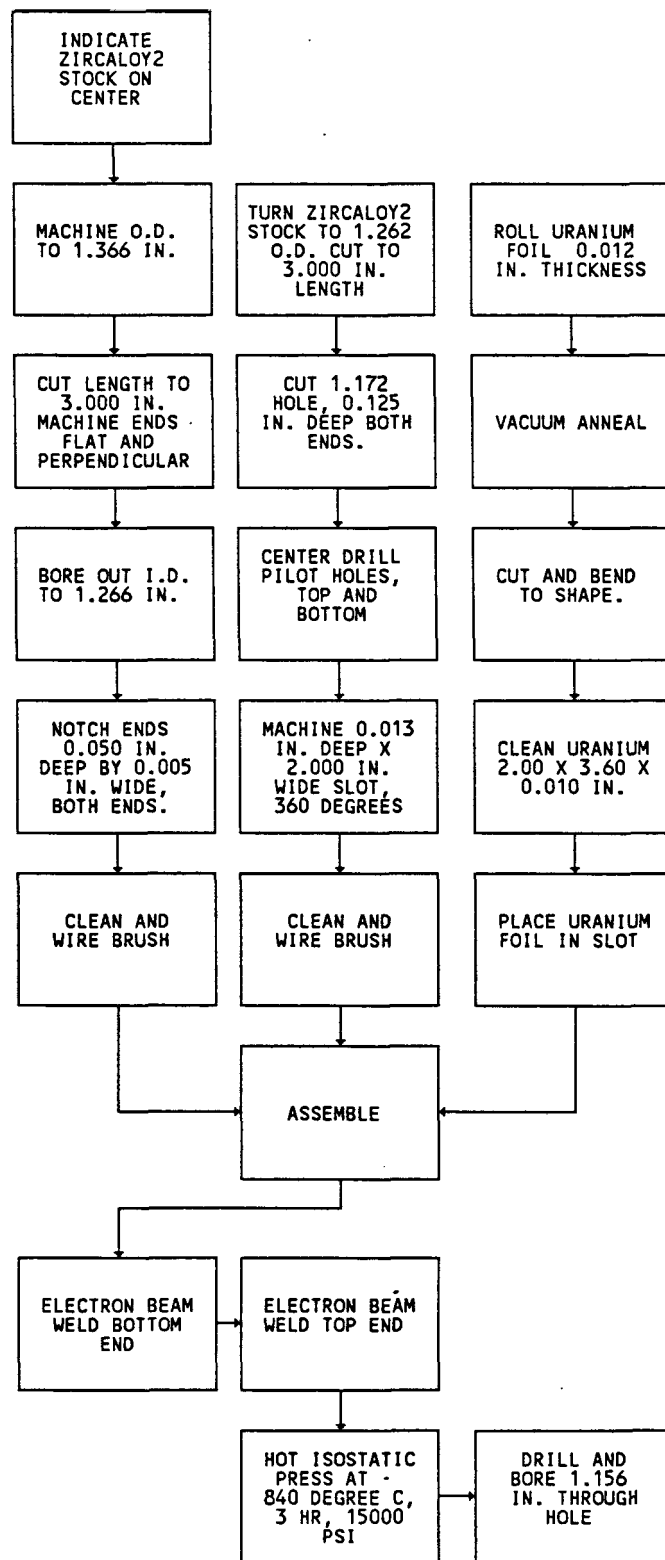 INDICATE
ZIRCALOY2
STOCK ON
CENTER
MACHINE O.D.
TO 1.366 IN.
TURN ZIRCALOY2
STOCK TO 1.262
O.D. CUT TO
3.000 IN.
LENGTH
ROLL URANIUM
FOIL 0.012
IN. THICKNESS
CUT LENGTH TO
3.000 IN.
MACHINE ENDS
FLAT AND
PERPENDICULAR
CUT 1.172
HOLE, 0.125
IN. DEEP BOTH
ENDS.
VACUUM ANNEAL
BORE OUT I.D.
TO 1.266 IN.
CENTER DRILL
PILOT HOLES,
TOP AND
BOTTOM
CUT AND BEND
TO SHAPE.
NOTCH ENDS
0.050 IN.
DEEP BY 0.005
IN. WIDE,
BOTH ENDS.
MACHINE 0.013
IN. DEEP X
2.000 IN.
WIDE SLOT,
360 DEGREES
CLEAN URANIUM
2.00 X 3.60 X
0.010 IN.
CLEAN AND
WIRE BRUSH
CLEAN AND
WIRE BRUSH
PLACE URANIUM
FOIL IN SLOT
ASSEMBLE
ELECTRON BEAM
WELD BOTTOM
END
ELECTRON BEAM
WELD TOP END
HOT ISOSTATIC
PRESS AT -
840 DEGREE C,
3 HR, 15000
PSI
DRILL AND
BORE 1.156
IN. THROUGH
HOLE